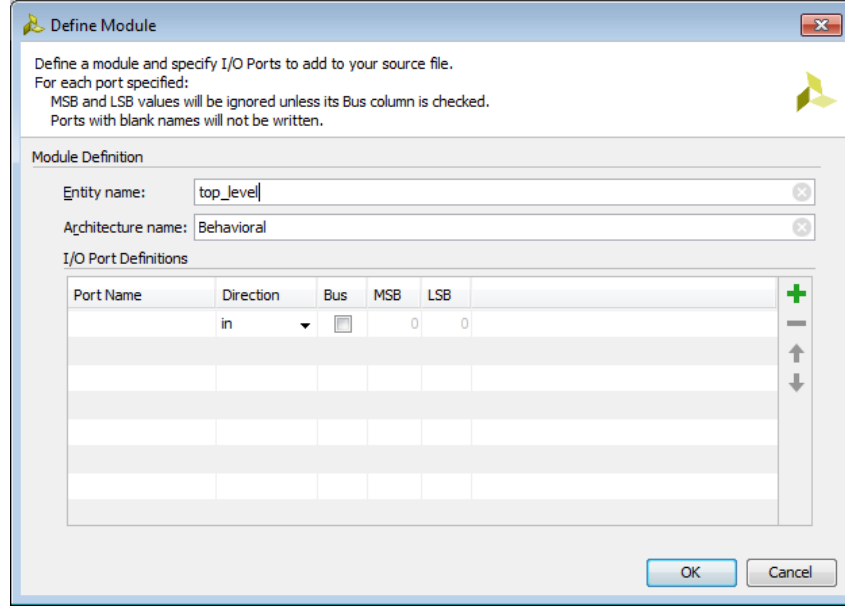 Define Module
Define a module and specify I/O Ports to add to your source file.
For each port specified:
MSB and LSB values will be ignored unless its Bus column is checked.
Ports with blank names will not be written.
Module Definition
Entity name: top_level
Architecture name: Behavioral
I/O Port Definitions
Port Name Direction Bus MSB LSB
in 0 0
OK Cancel